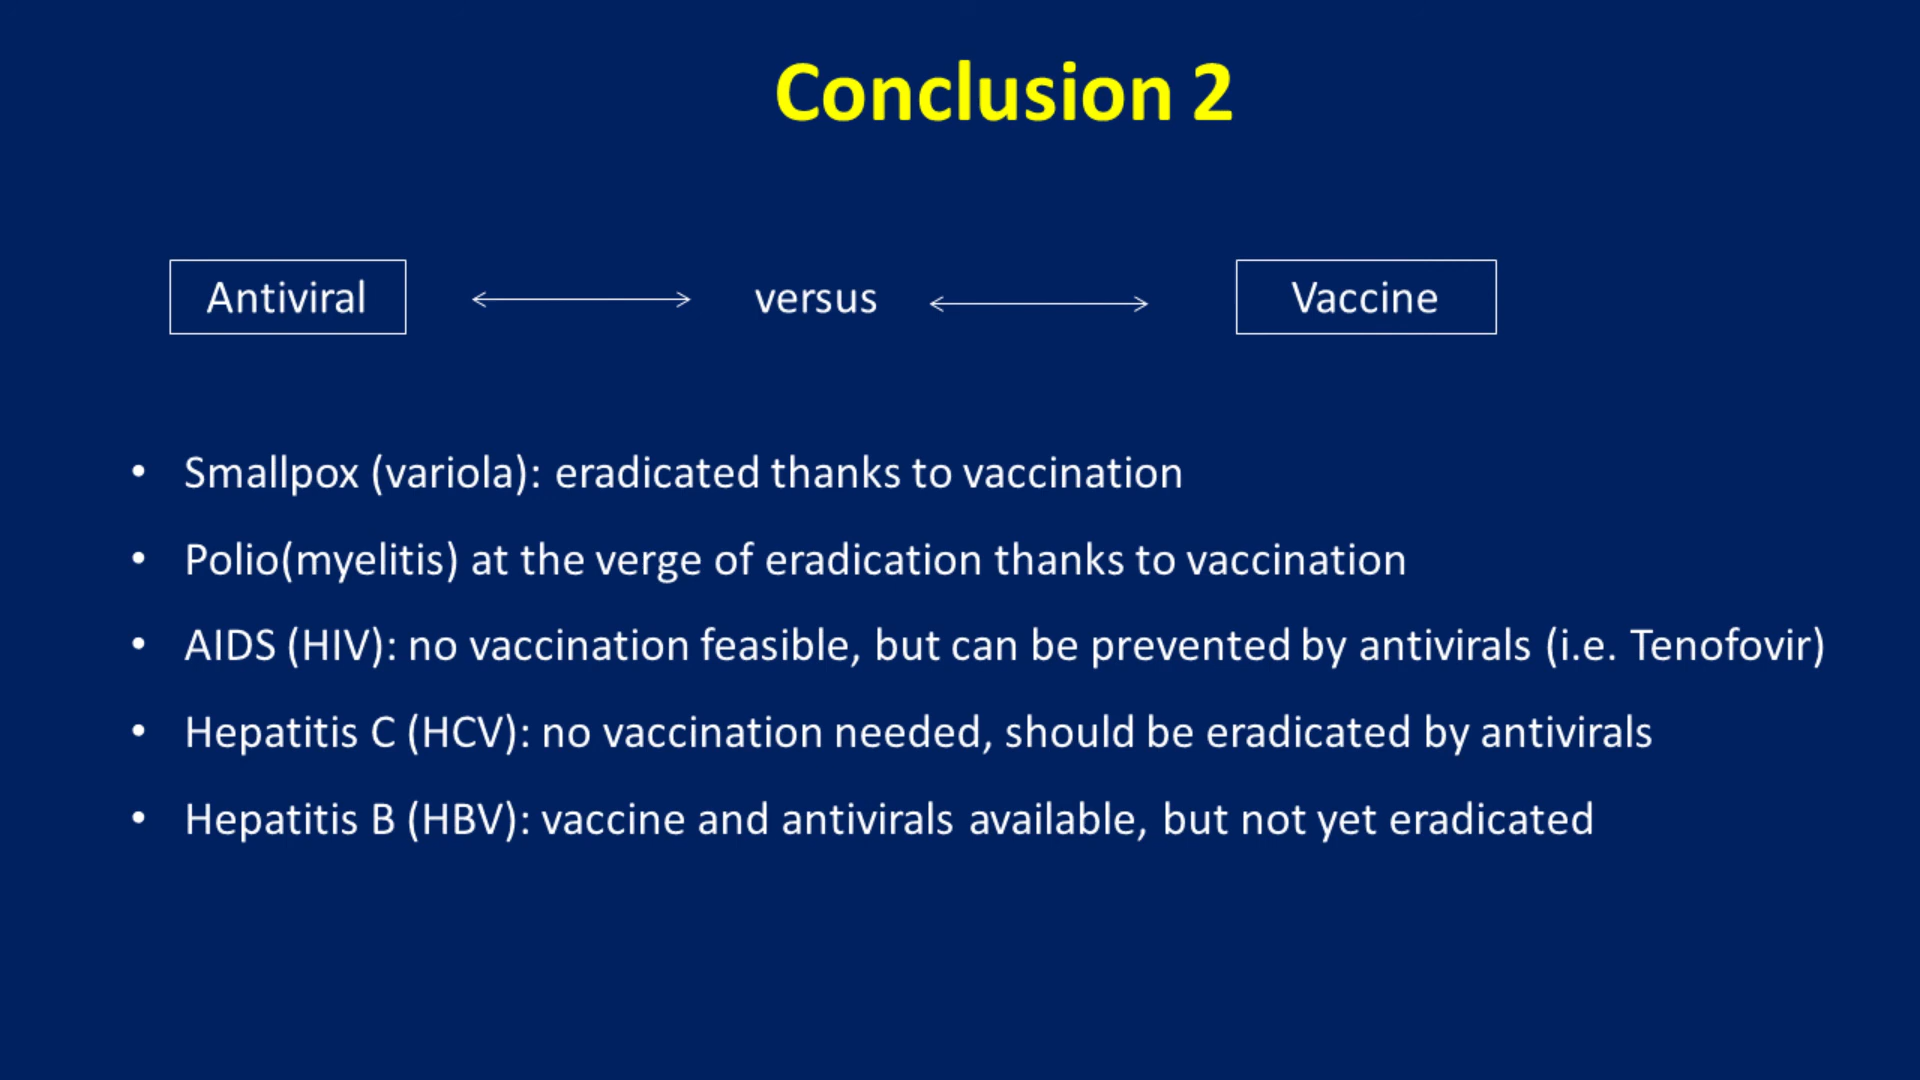 Conclusion 2
Antiviral versus Vaccine
• Smallpox (variola): eradicated thanks to vaccination
• Polio(myelitis) at the verge of eradication thanks to vaccination
• AIDS (HIV): no vaccination feasible, but can be prevented by antivirals (i.e. Tenofovir)
• Hepatitis C (HCV): no vaccination needed, should be eradicated by antivirals
• Hepatitis B (HBV): vaccine and antivirals available, but not yet eradicated